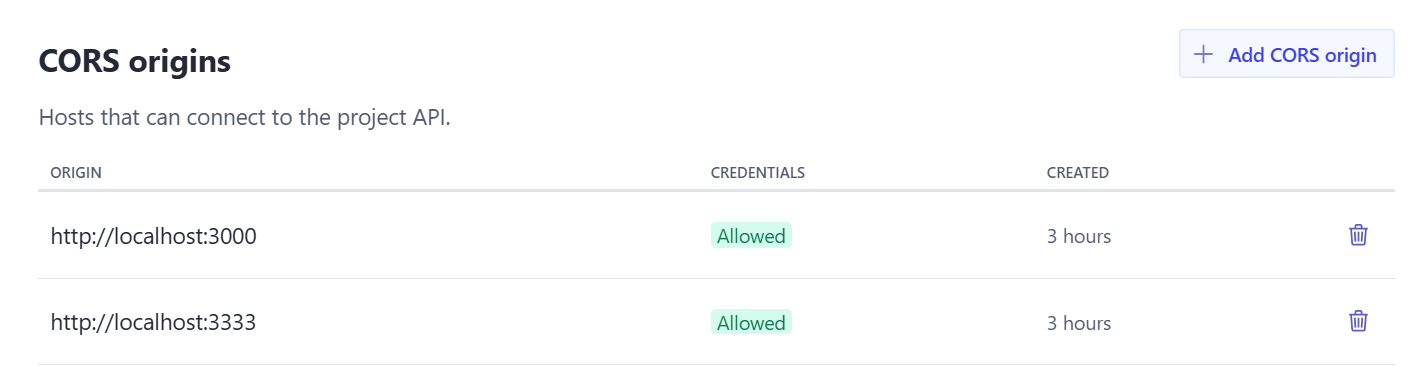 CORS origins
Add CORS origin
Hosts that can connect to the project API.
ORIGIN CREDENTIALS CREATED
http://localhost:3000 Allowed 3 hours
http://localhost:3333 Allowed 3 hours